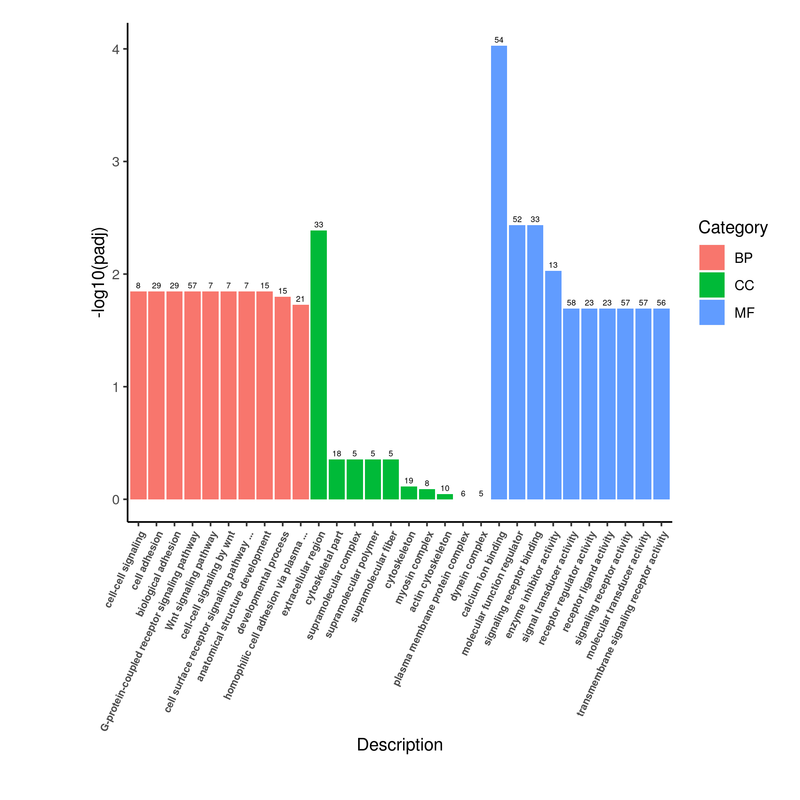 -log10(padj)
4
3
2
1
0
8
29
29
57
7
7
7
15
15
21
33
18
5
5
5
19
8
10
6
5
54
52
33
13
58
23
23
57
57
56
cell-cell signaling
cell adhesion
biological adhesion
G-protein-coupled receptor signaling pathway
Wnt signaling pathway
cell-cell signaling by wnt
cell surface receptor signaling pathway ...
anatomical structure development
developmental process
homophilic cell adhesion via plasma ...
extracellular region
cytoskeletal part
supramolecular complex
supramolecular polymer
supramolecular fiber
cytoskeleton
myosin complex
actin cytoskeleton
plasma membrane protein complex
dynein complex
calcium ion binding
molecular function regulator
signaling receptor binding
enzyme inhibitor activity
signal transducer activity
receptor regulator activity
receptor ligand activity
signaling receptor activity
molecular transducer activity
transmembrane signaling receptor activity
Description
Category
BP
CC
MF